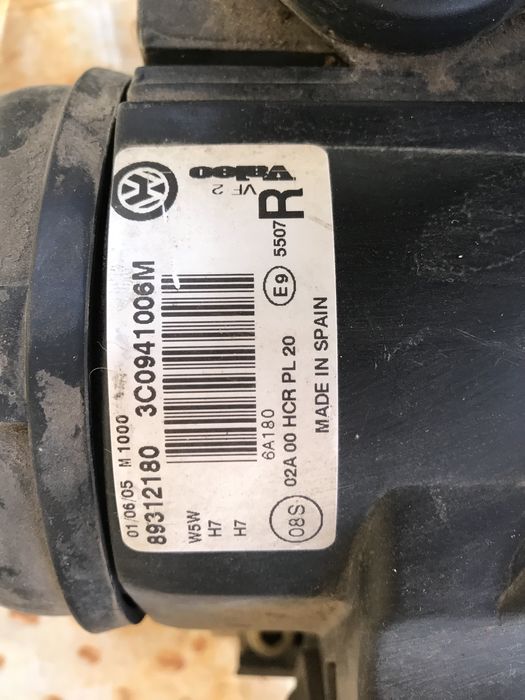 01/06/05 M 1000
89312180 3C0941006M
W5W
H7
H7
6A180
Valeo
VF 2
R
08S 02A 00 HCR PL 20 E9 5507
MADE IN SPAIN